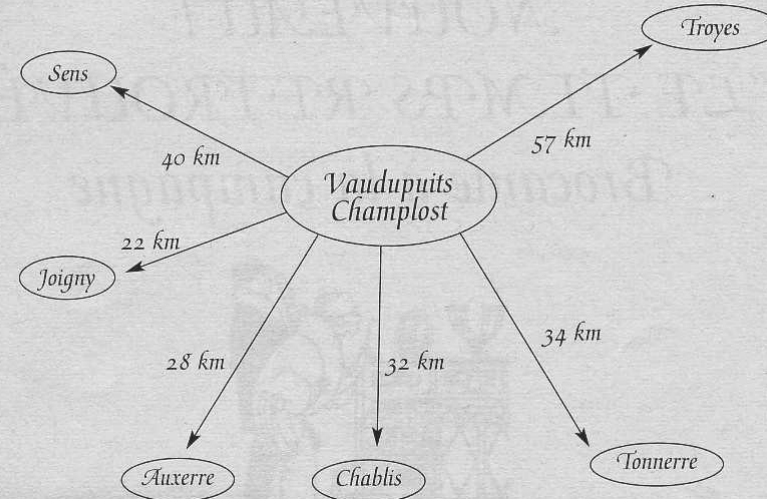 Troyes
Sens
57 km
40 km
Vaudupuits
Champlost
22 km
Joigny
34 km
28 km
32 km
Tonnerre
Auxerre
Chablis